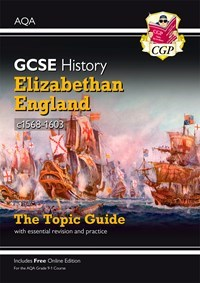 AQA
CGP
GCSE History
Elizabethan
England
c1568-1603
The Topic Guide
with essential revision and practice
Includes Free Online Edition
For the AQA Grade 9-1 Course